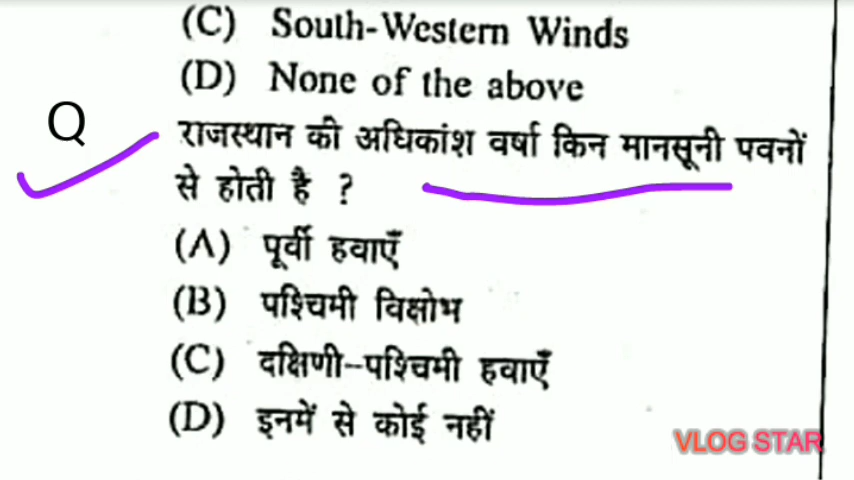 (C) South-Western Winds
(D) None of the above
Q
राजस्थान की अधिकांश वर्षा किन मानसूनी पवनों
से होती है ?
(A) पूर्वी हवाएँ
(B) पश्चिमी विक्षोभ
(C) दक्षिणी-पश्चिमी हवाएँ
(D) इनमें से कोई नहीं
VLOG STAR